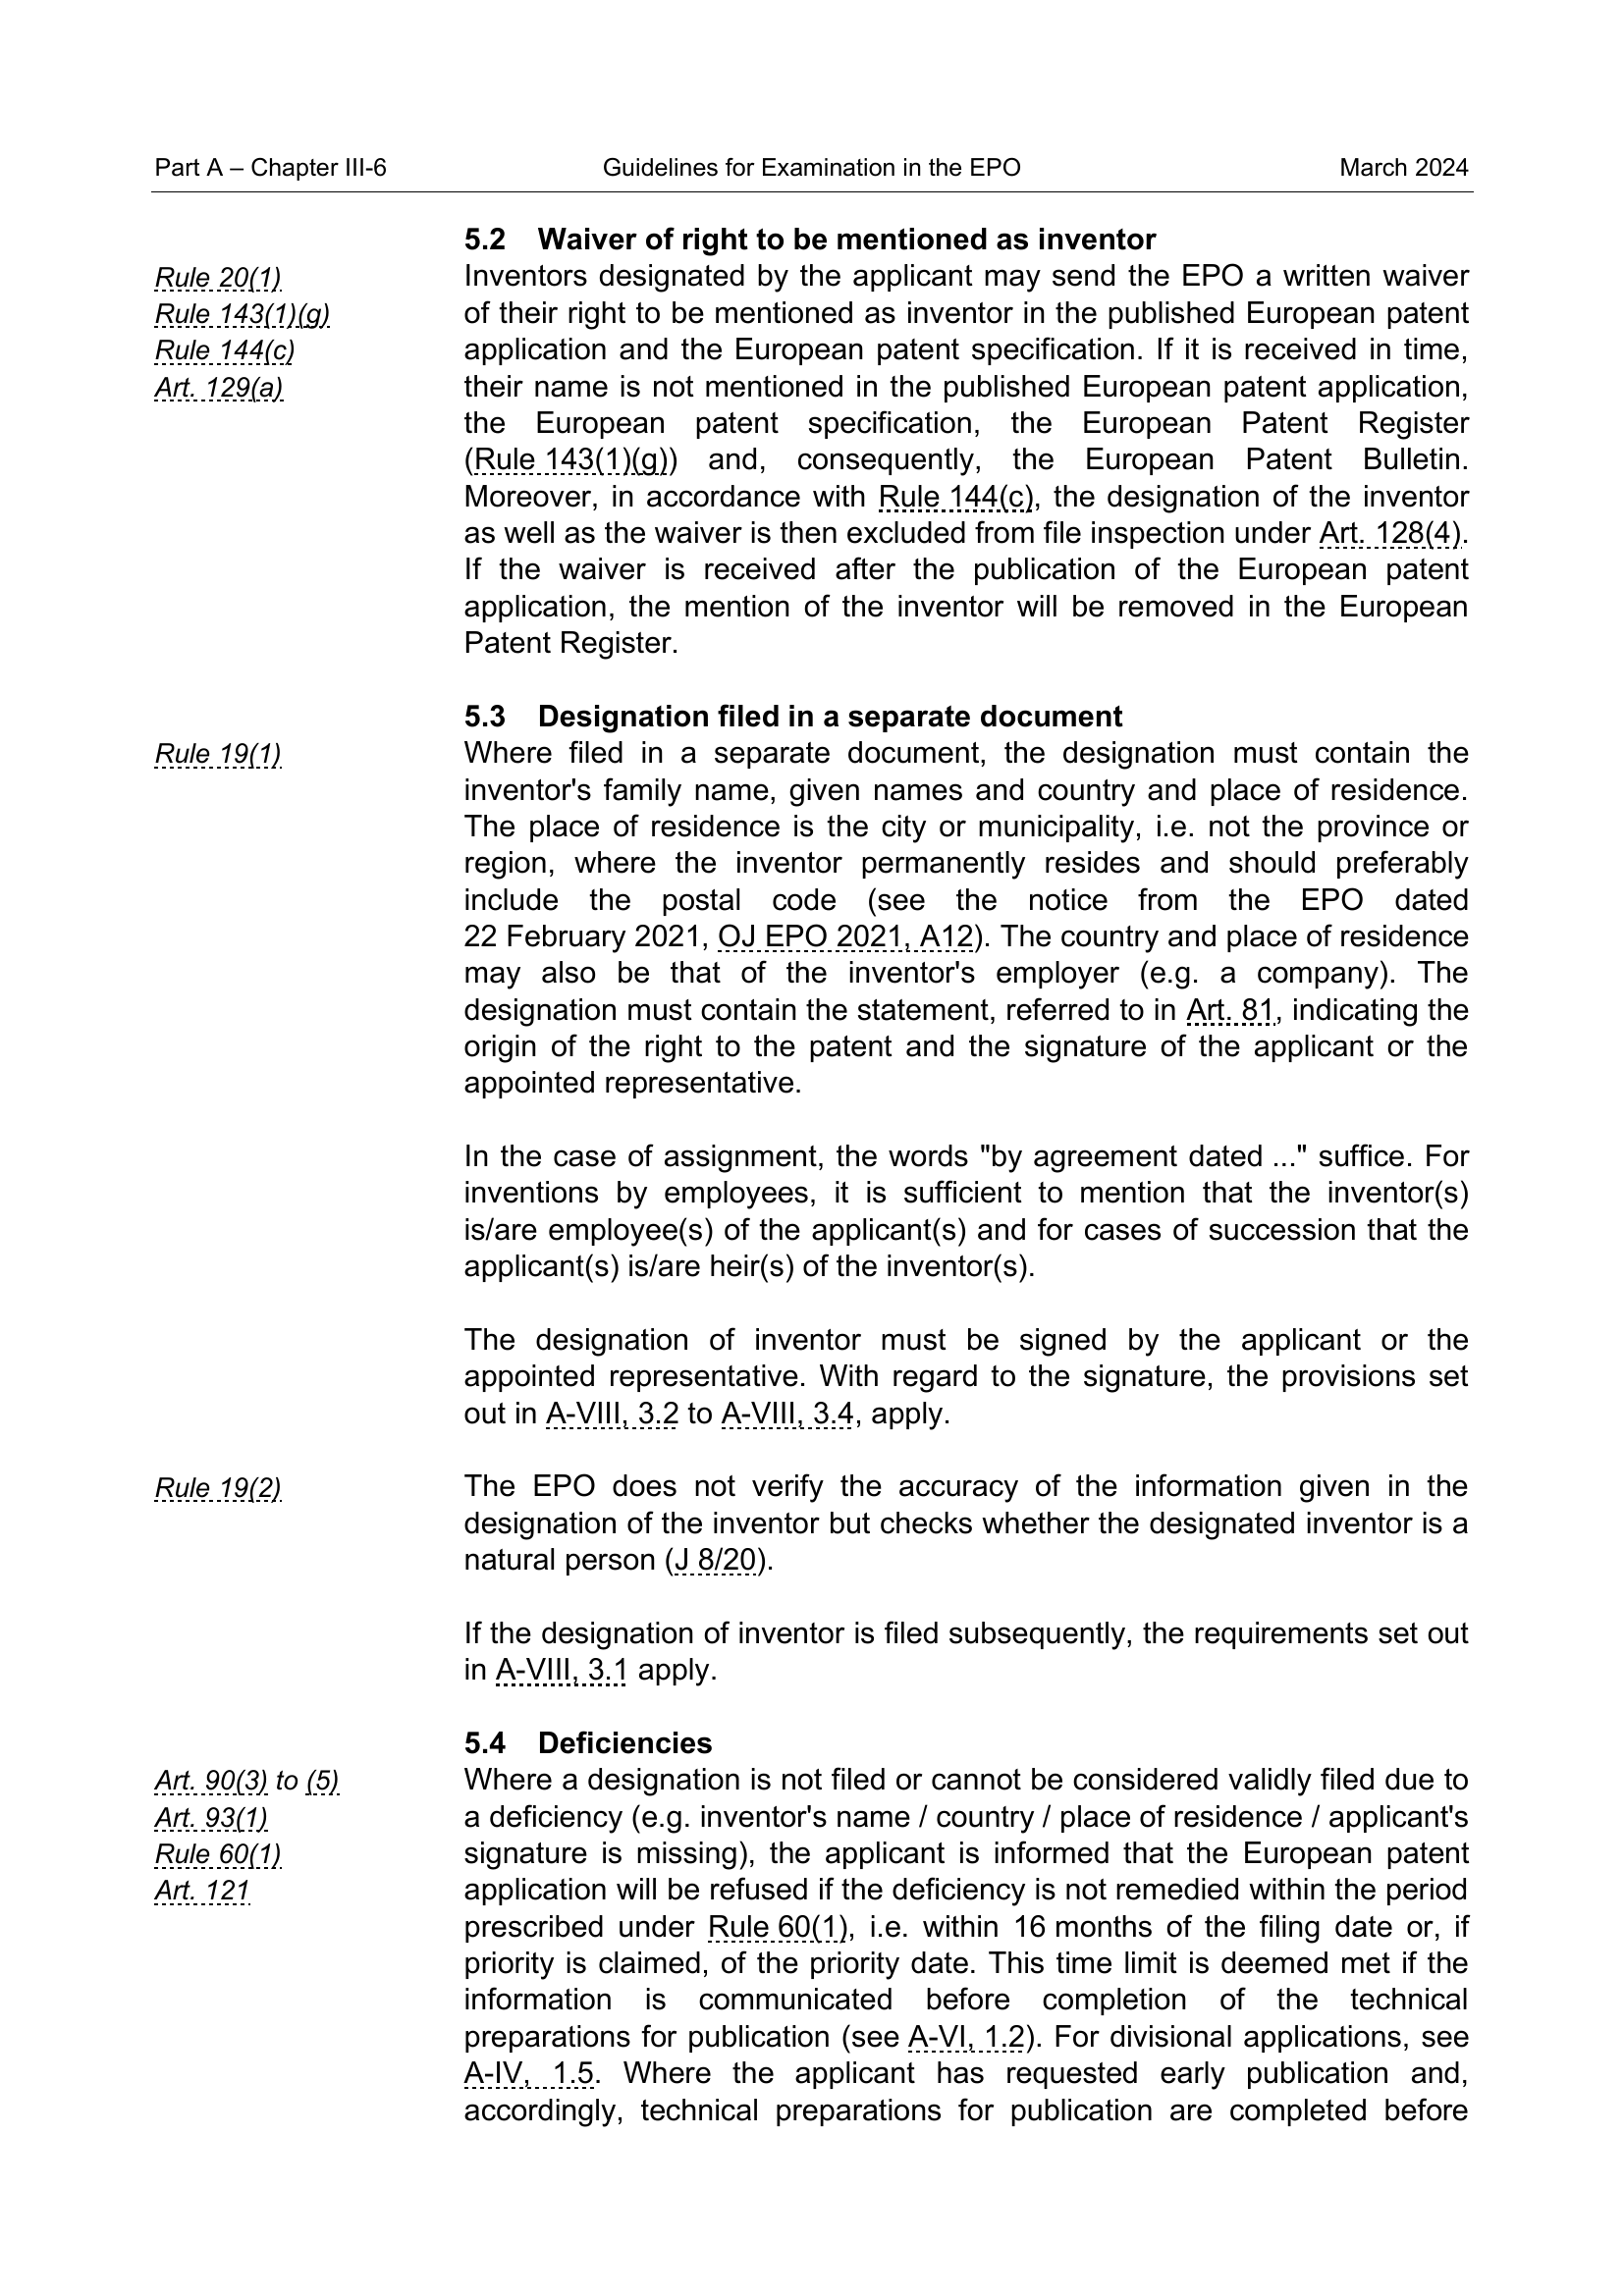 Part A – Chapter III-6 Guidelines for Examination in the EPO March 2024
5.2 Waiver of right to be mentioned as inventor
Rule 20(1)
Rule 143(1)(g)
Rule 144(c)
Art. 129(a)
Inventors designated by the applicant may send the EPO a written waiver
of their right to be mentioned as inventor in the published European patent
application and the European patent specification. If it is received in time,
their name is not mentioned in the published European patent application,
the European patent specification, the European Patent Register
(Rule 143(1)(g)) and, consequently, the European Patent Bulletin.
Moreover, in accordance with Rule 144(c), the designation of the inventor
as well as the waiver is then excluded from file inspection under Art. 128(4).
If the waiver is received after the publication of the European patent
application, the mention of the inventor will be removed in the European
Patent Register.
5.3 Designation filed in a separate document
Rule 19(1)
Where filed in a separate document, the designation must contain the
inventor's family name, given names and country and place of residence.
The place of residence is the city or municipality, i.e. not the province or
region, where the inventor permanently resides and should preferably
include the postal code (see the notice from the EPO dated
22 February 2021, OJ EPO 2021, A12). The country and place of residence
may also be that of the inventor's employer (e.g. a company). The
designation must contain the statement, referred to in Art. 81, indicating the
origin of the right to the patent and the signature of the applicant or the
appointed representative.
In the case of assignment, the words "by agreement dated ..." suffice. For
inventions by employees, it is sufficient to mention that the inventor(s)
is/are employee(s) of the applicant(s) and for cases of succession that the
applicant(s) is/are heir(s) of the inventor(s).
The designation of inventor must be signed by the applicant or the
appointed representative. With regard to the signature, the provisions set
out in A-VIII, 3.2 to A-VIII, 3.4, apply.
Rule 19(2)
The EPO does not verify the accuracy of the information given in the
designation of the inventor but checks whether the designated inventor is a
natural person (J 8/20).
If the designation of inventor is filed subsequently, the requirements set out
in A-VIII, 3.1 apply.
5.4 Deficiencies
Art. 90(3) to (5)
Art. 93(1)
Rule 60(1)
Art. 121
Where a designation is not filed or cannot be considered validly filed due to
a deficiency (e.g. inventor's name / country / place of residence / applicant's
signature is missing), the applicant is informed that the European patent
application will be refused if the deficiency is not remedied within the period
prescribed under Rule 60(1), i.e. within 16 months of the filing date or, if
priority is claimed, of the priority date. This time limit is deemed met if the
information is communicated before completion of the technical
preparations for publication (see A-VI, 1.2). For divisional applications, see
A-IV, 1.5. Where the applicant has requested early publication and,
accordingly, technical preparations for publication are completed before